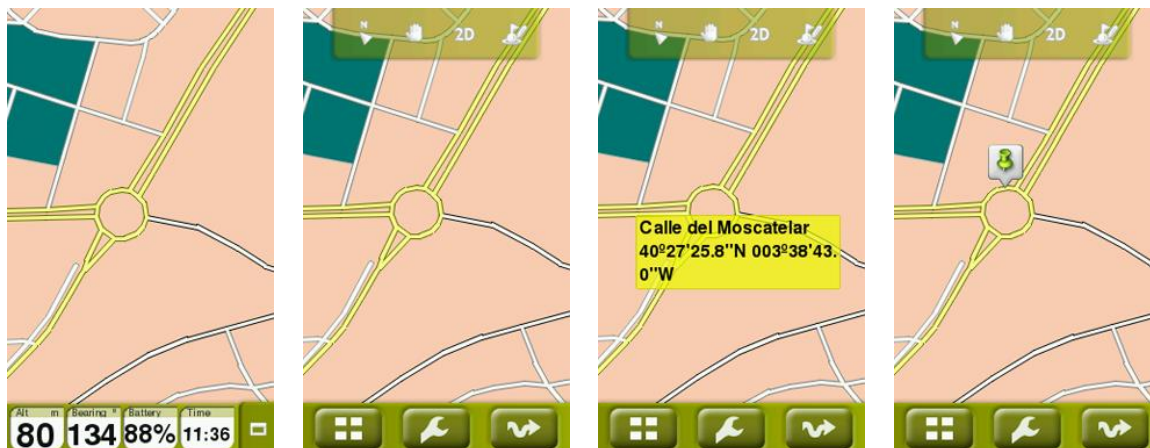 N
2D
N
2D
N
2D
Calle del Moscatelar
40º27'25.8"N 003º38'43.
0"W
Alt m Bearing º Battery Time
80 134 88% 11:36